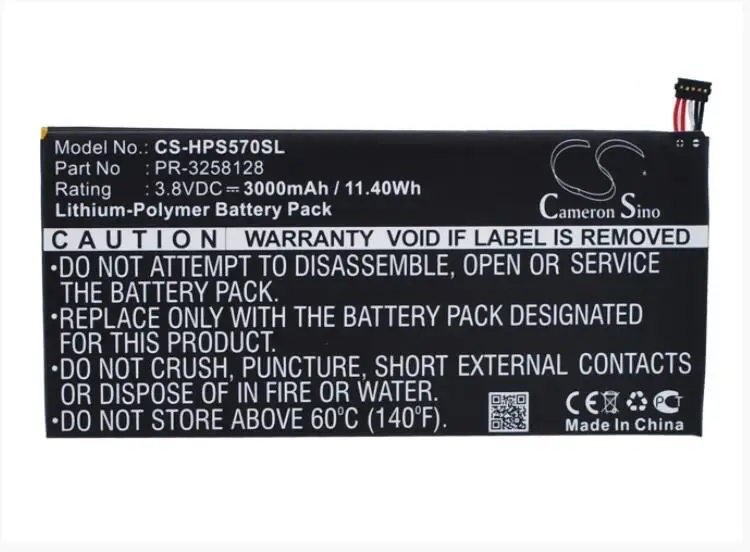 Model No.: CS-HPS570SL
Part No. : PR-3258128
Rating : 3.8VDC⎓3000mAh / 11.40Wh
Lithium-Polymer Battery Pack
CS
Cameron Sino
CAUTION WARRANTY VOID IF LABEL IS REMOVED
•DO NOT ATTEMPT TO DISASSEMBLE, OPEN OR SERVICE
THE BATTERY PACK.
•REPLACE ONLY WITH THE BATTERY PACK DESIGNATED
FOR THIS PRODUCT.
•DO NOT CRUSH, PUNCTURE, SHORT EXTERNAL CONTACTS
OR DISPOSE OF IN FIRE OR WATER.
•DO NOT STORE ABOVE 60°C (140°F).
CE PCT
Made In China